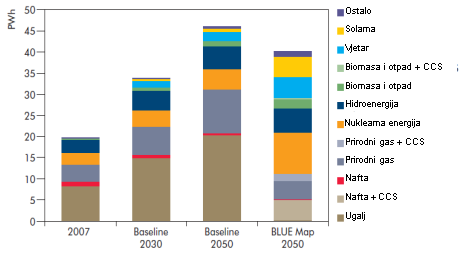 PWh
50
45
40
35
30
25
20
15
10
5
0
2007
Baseline
2030
Baseline
2050
BLUE Map
2050
Ostalo
Solarna
Vjetar
Biomasa i otpad + CCS ;
Biomasa i otpad
Hidroenergija
Nuklearna energija
Prirodni gas + CCS
Prirodni gas
Nafta
Nafta + CCS
Ugalj